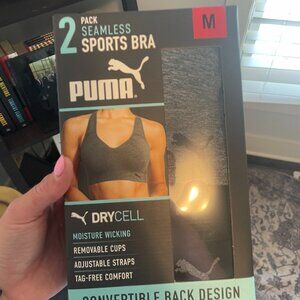 2 PACK
SEAMLESS
SPORTS BRA
M
PUMA
DRYCELL
MOISTURE WICKING
REMOVABLE CUPS
ADJUSTABLE STRAPS
TAG-FREE COMFORT
CONVERTIBLE BACK DESIGN